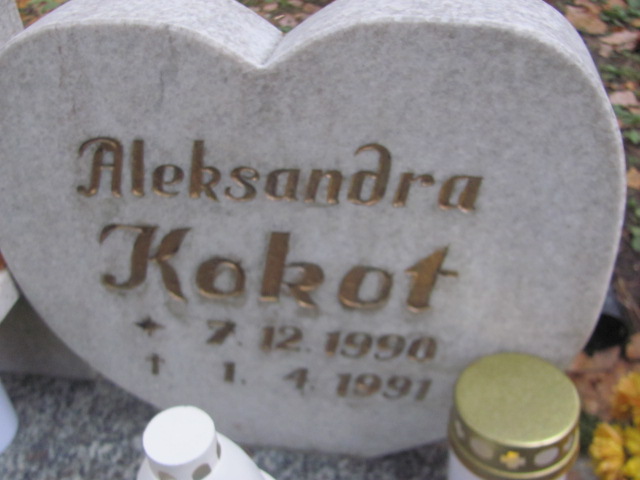 Aleksandra
Kokot
7. 12. 1990
† 1. 4. 1991